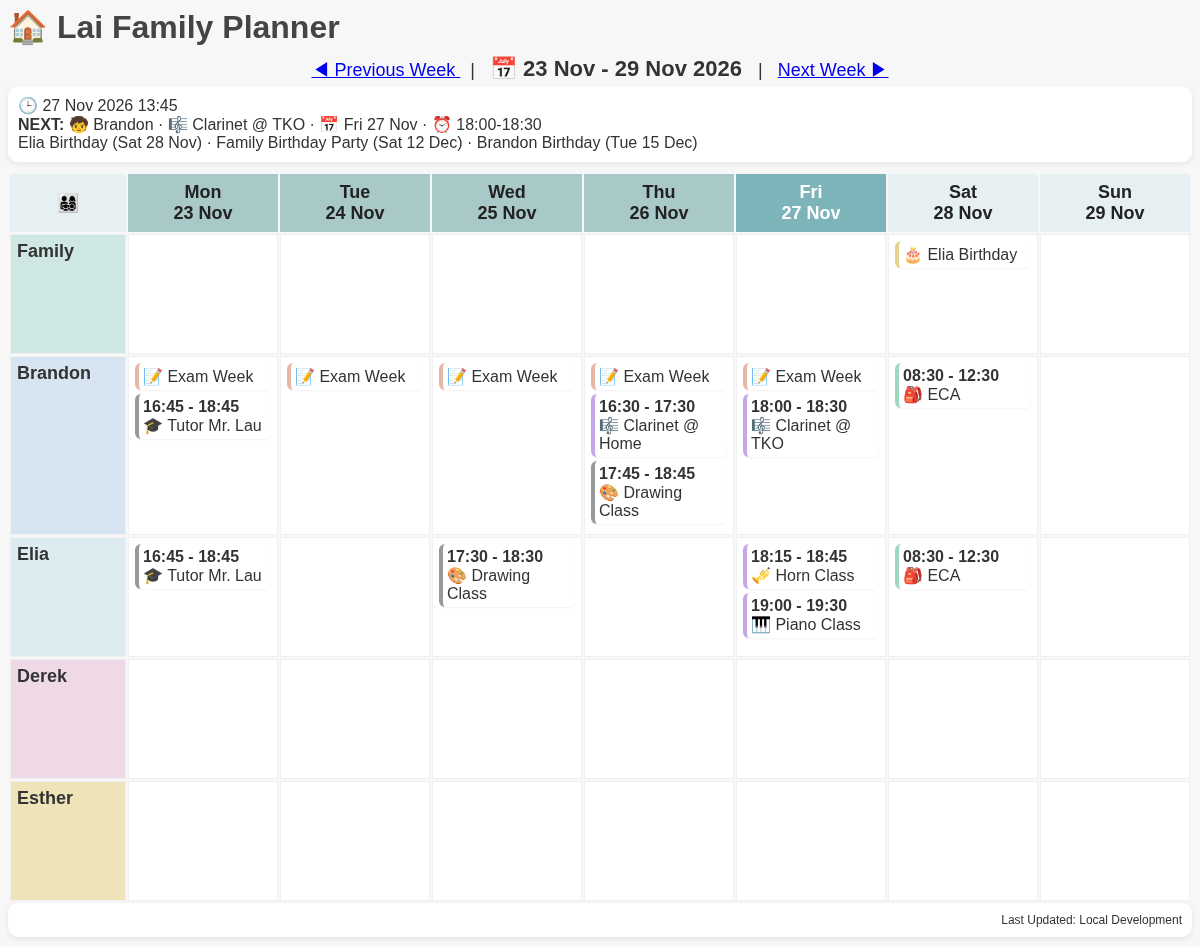 🏠 Lai Family Planner
◀ Previous Week | 📅 23 Nov - 29 Nov 2026 | Next Week ▶
🕒 27 Nov 2026 13:45
NEXT: 🧒 Brandon · 🎼 Clarinet @ TKO · 📅 Fri 27 Nov · ⏰ 18:00-18:30
Elia Birthday (Sat 28 Nov) · Family Birthday Party (Sat 12 Dec) · Brandon Birthday (Tue 15 Dec)
👨‍👩‍👧‍👦
Mon
23 Nov
Tue
24 Nov
Wed
25 Nov
Thu
26 Nov
Fri
27 Nov
Sat
28 Nov
Sun
29 Nov
Family
🎂 Elia Birthday
Brandon
📝 Exam Week
16:45 - 18:45
🎓 Tutor Mr. Lau
📝 Exam Week
📝 Exam Week
📝 Exam Week
16:30 - 17:30
🎼 Clarinet @
Home
17:45 - 18:45
🎨 Drawing
Class
📝 Exam Week
18:00 - 18:30
🎼 Clarinet @
TKO
08:30 - 12:30
🎒 ECA
Elia
16:45 - 18:45
🎓 Tutor Mr. Lau
17:30 - 18:30
🎨 Drawing
Class
18:15 - 18:45
🎺 Horn Class
19:00 - 19:30
🎹 Piano Class
08:30 - 12:30
🎒 ECA
Derek
Esther
Last Updated: Local Development